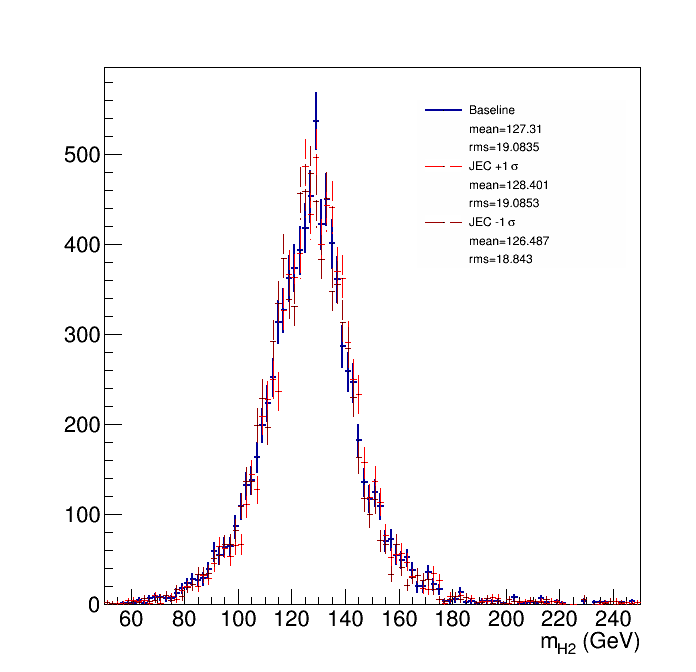 Baseline
mean=127.31
rms=19.0835
JEC +1 σ
mean=128.401
rms=19.0853
JEC -1 σ
mean=126.487
rms=18.843
500
400
300
200
100
0
60 80 100 120 140 160 180 200 220 240
m_H2 (GeV)